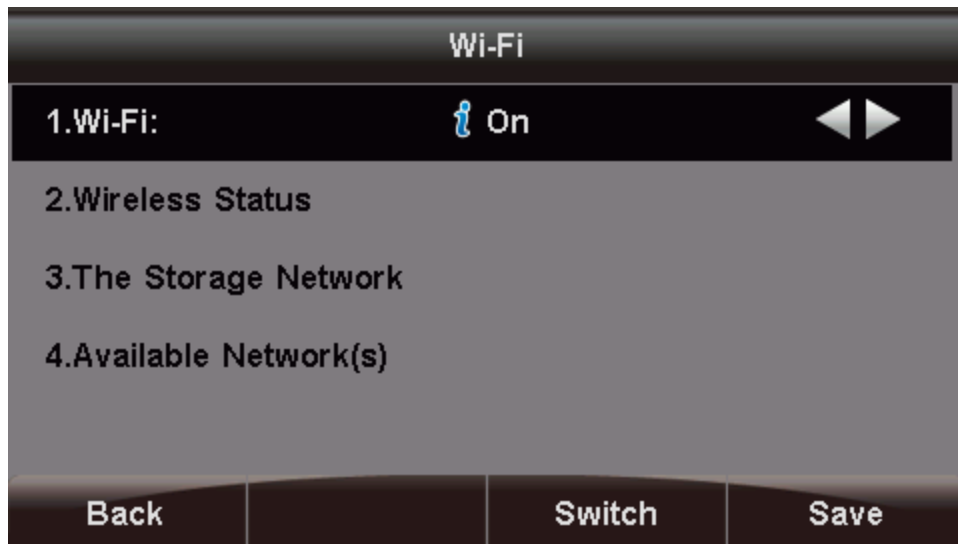 Wi-Fi
1.Wi-Fi: i On
2.Wireless Status
3.The Storage Network
4.Available Network(s)
Back Switch Save